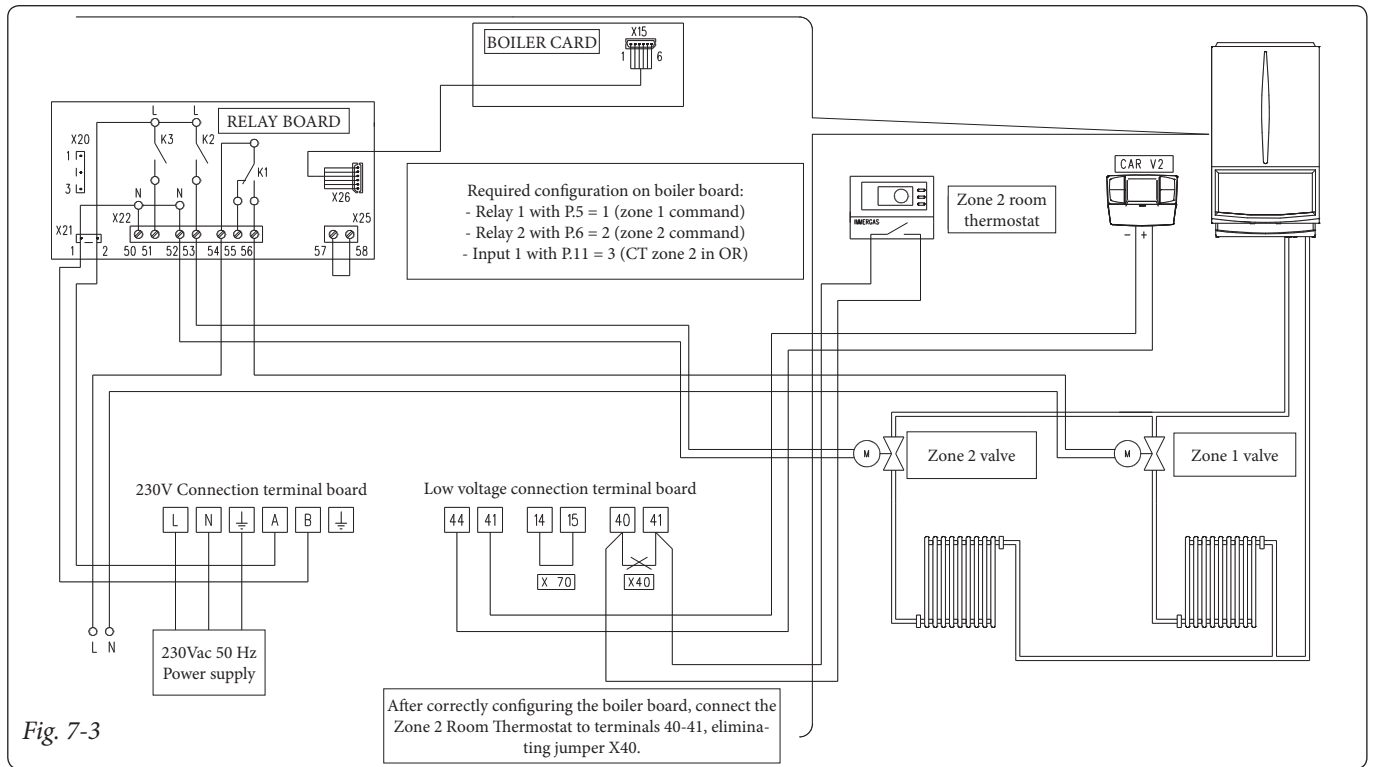 BOILER CARD
X15
1 6
L L
RELAY BOARD
X20
K3 K2
1
3
K1
X26
N N
X22
X21
X25
1 2
50 51 52 53 54 55 56
57 58
Required configuration on boiler board:
- Relay 1 with P.5 = 1 (zone 1 command)
- Relay 2 with P.6 = 2 (zone 2 command)
- Input 1 with P.11 = 3 (CT zone 2 in OR)
IMMERGAS
Zone 2 room
thermostat
CAR V2
- +
M
Zone 2 valve
M
Zone 1 valve
230V Connection terminal board
L N A B
Low voltage connection terminal board
44 41 14 15 40 41
X 70 X40
L N
230Vac 50 Hz
Power supply
After correctly configuring the boiler board, connect the
Zone 2 Room Thermostat to terminals 40-41, elimina-
ting jumper X40.
Fig. 7-3